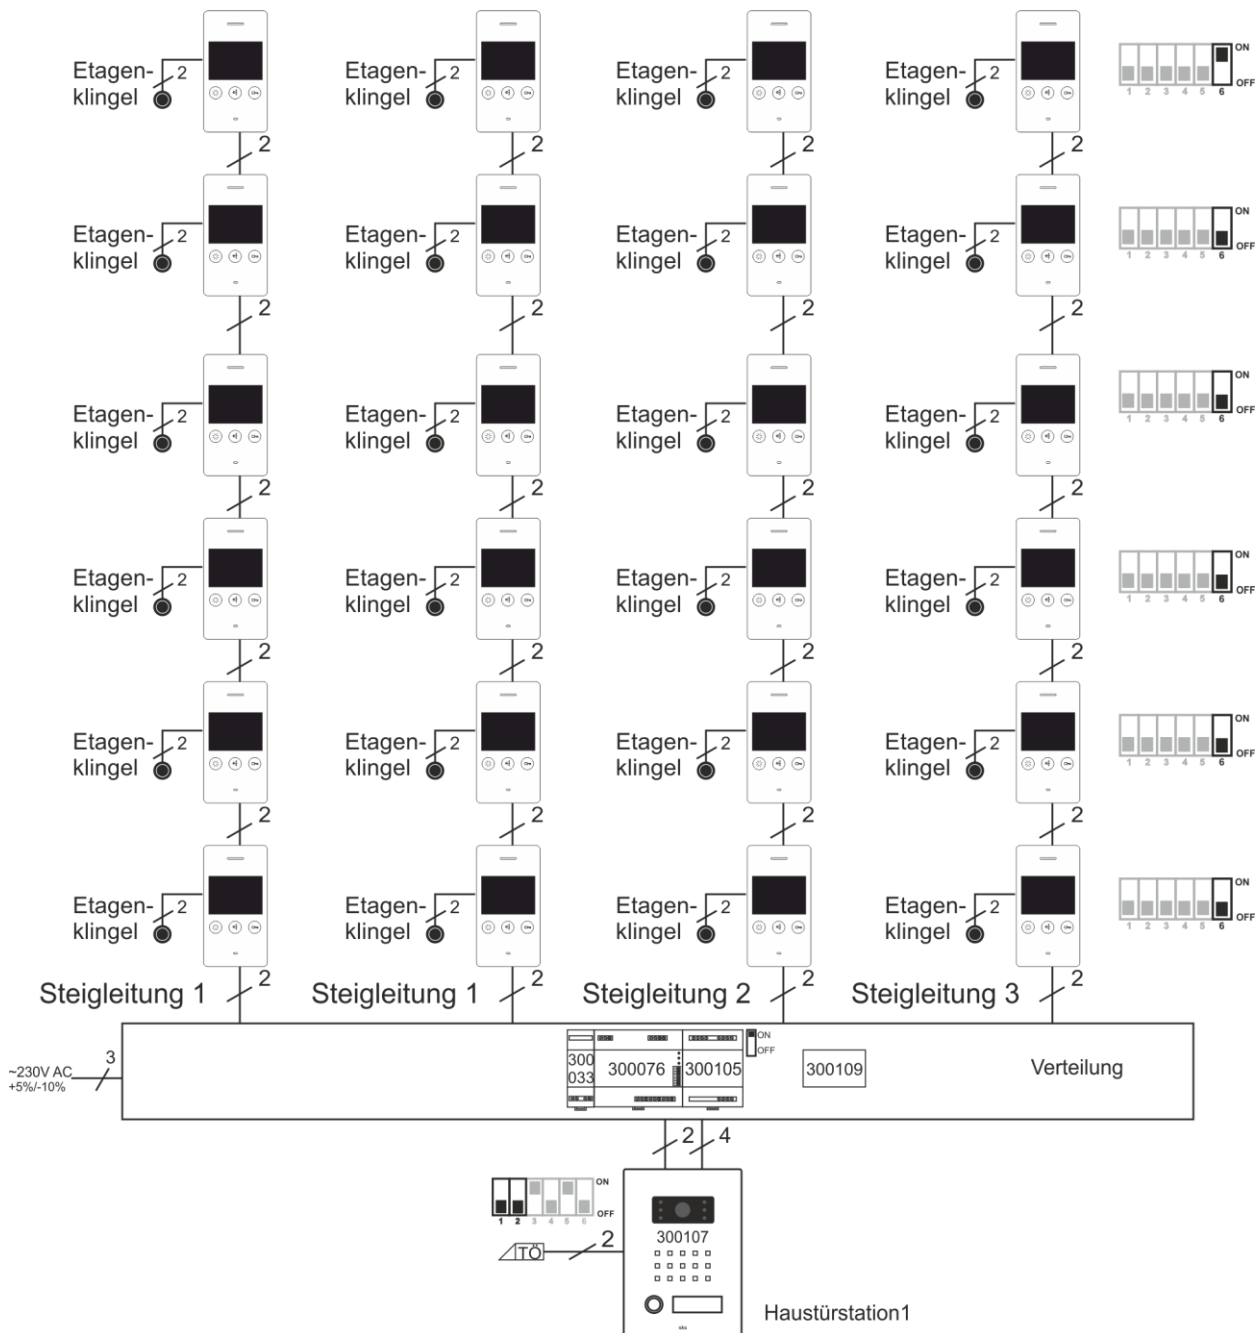 Etagen-
klingel
2
Etagen-
klingel
2
Etagen-
klingel
2
Etagen-
klingel
2
ON
OFF
1 2 3 4 5 6
2
2
2
2
Etagen-
klingel
2
Etagen-
klingel
2
Etagen-
klingel
2
Etagen-
klingel
2
ON
OFF
1 2 3 4 5 6
2
2
2
2
Etagen-
klingel
2
Etagen-
klingel
2
Etagen-
klingel
2
Etagen-
klingel
2
ON
OFF
1 2 3 4 5 6
2
2
2
2
Etagen-
klingel
2
Etagen-
klingel
2
Etagen-
klingel
2
Etagen-
klingel
2
ON
OFF
1 2 3 4 5 6
2
2
2
2
Etagen-
klingel
2
Etagen-
klingel
2
Etagen-
klingel
2
Etagen-
klingel
2
ON
OFF
1 2 3 4 5 6
2
2
2
2
Etagen-
klingel
2
Etagen-
klingel
2
Etagen-
klingel
2
Etagen-
klingel
2
ON
OFF
1 2 3 4 5 6
Steigleitung 1
2
Steigleitung 1
2
Steigleitung 2
2
Steigleitung 3
2
~230V AC
+5%/-10%
3
300
033
300076
300105
ON
OFF
300109
Verteilung
2
4
ON
OFF
1 2 3 4 5 6
TÖ
2
300107
Haustürstation1